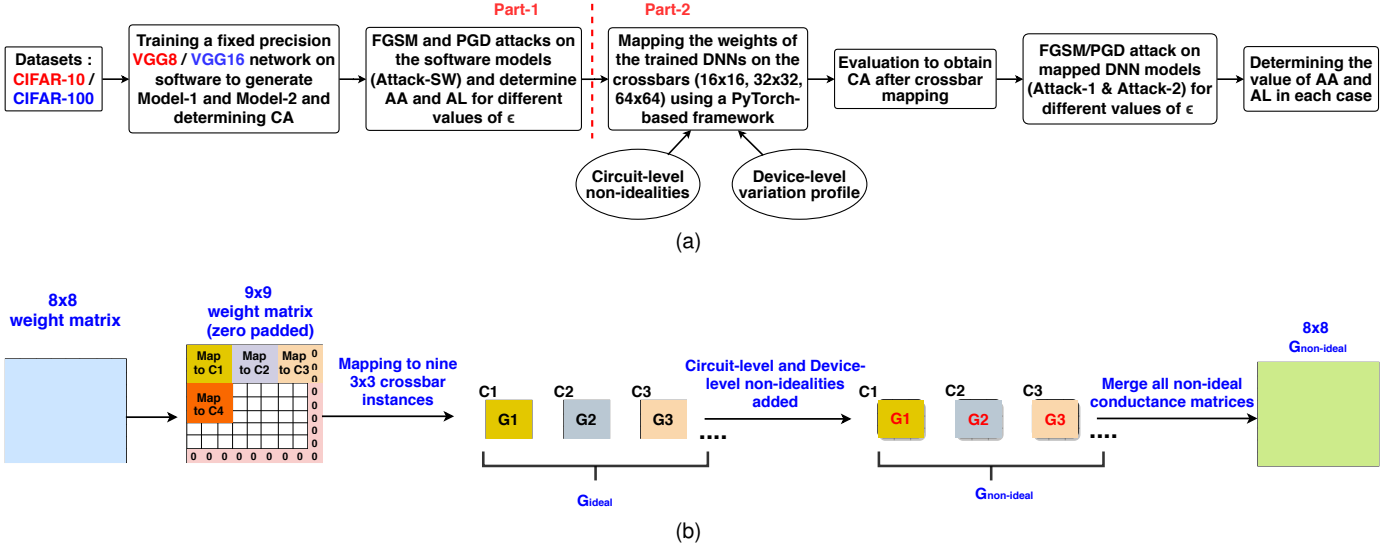 Part-1
Part-2
Datasets :
CIFAR-10 /
CIFAR-100
Training a fixed precision
VGG8 / VGG16 network on
software to generate
Model-1 and Model-2 and
determining CA
FGSM and PGD attacks on
the software models
(Attack-SW) and determine
AA and AL for different
values of ϵ
Mapping the weights of
the trained DNNs on the
crossbars (16x16, 32x32,
64x64) using a PyTorch-
based framework
Evaluation to obtain
CA after crossbar
mapping
FGSM/PGD attack on
mapped DNN models
(Attack-1 & Attack-2) for
different values of ϵ
Determining the
value of AA and
AL in each case
Circuit-level
non-idealities
Device-level
variation profile
(a)
8x8
weight matrix
9x9
weight matrix
(zero padded)
Map
to C1
Map
to C2
Map
to C3
Map
to C4
0
0
0
0
0
0
0
0
0 0 0 0 0 0 0 0 0
Mapping to nine
3x3 crossbar
instances
C1
G1
C2
G2
C3
G3
....
Gideal
Circuit-level and Device-
level non-idealities
added
C1
G1
C2
G2
C3
G3
....
Gnon-ideal
Merge all non-ideal
conductance matrices
8x8
Gnon-ideal
(b)